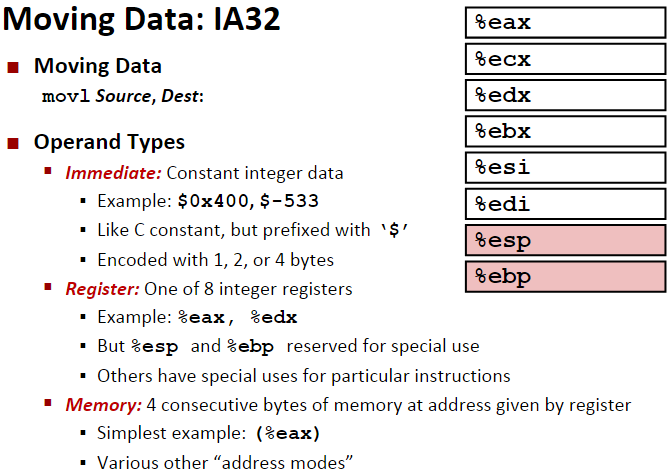 Moving Data: IA32
Moving Data
movl Source, Dest:
Operand Types
Immediate: Constant integer data
Example: $0x400, $-533
Like C constant, but prefixed with ‘$’
Encoded with 1, 2, or 4 bytes
Register: One of 8 integer registers
Example: %eax, %edx
But %esp and %ebp reserved for special use
Others have special uses for particular instructions
Memory: 4 consecutive bytes of memory at address given by register
Simplest example: (%eax)
Various other “address modes”
%eax
%ecx
%edx
%ebx
%esi
%edi
%esp
%ebp